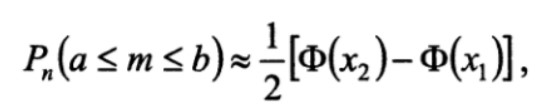 Pₙ(a ≤ m ≤ b) ≈ 1/2 [Φ(x₂) − Φ(x₁)],